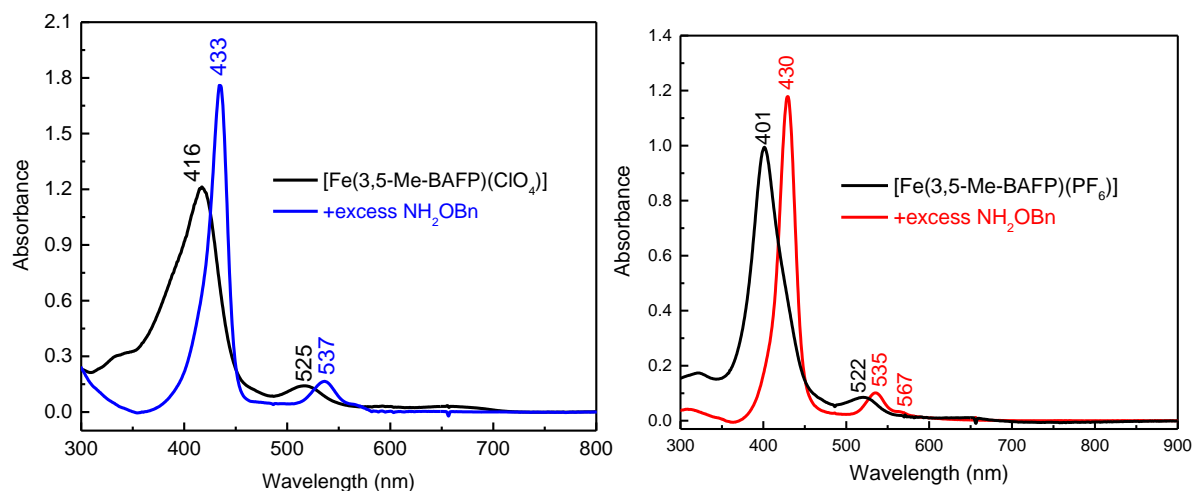 2.1
1.8
1.5
1.2
0.9
0.6
0.3
0.0
Absorbance
416
433
525
537
[Fe(3,5-Me-BAFP)(ClO₄)]
+excess NH₂OBn
300 400 500 600 700 800
Wavelength (nm)
1.4
1.2
1.0
0.8
0.6
0.4
0.2
0.0
Absorbance
401
430
522
535
567
[Fe(3,5-Me-BAFP)(PF₆)]
+excess NH₂OBn
300 400 500 600 700 800 900
Wavelength (nm)